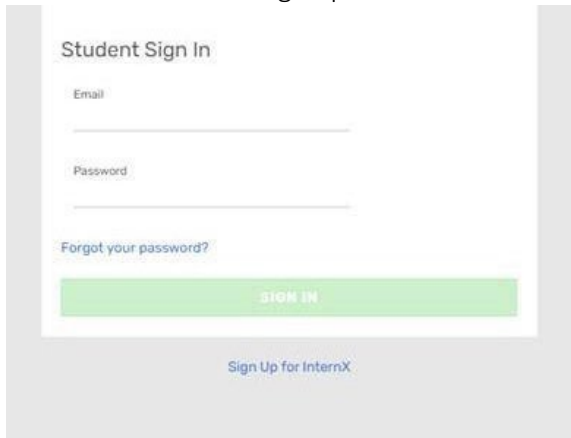 Student Sign In
Email
Password
Forgot your password?
SIGN IN
Sign Up for InternX